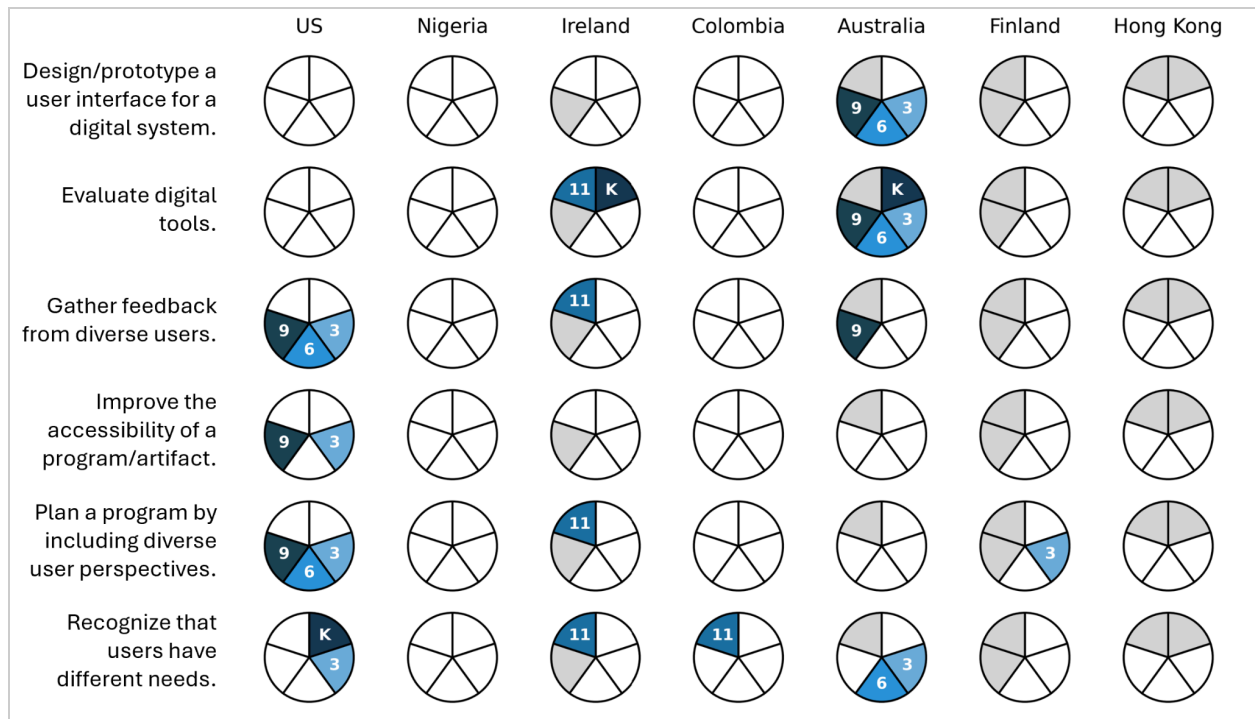 US Nigeria Ireland Colombia Australia Finland Hong Kong
Design/prototype a
user interface for a
digital system.
9 6 3
Evaluate digital
tools.
11 K
K 9 6 3
Gather feedback
from diverse users.
9 6 3
11
9
Improve the
accessibility of a
program/artifact.
9 3
Plan a program by
including diverse
user perspectives.
9 6 3
11
3
Recognize that
users have
different needs.
K 3
11
11
6 3